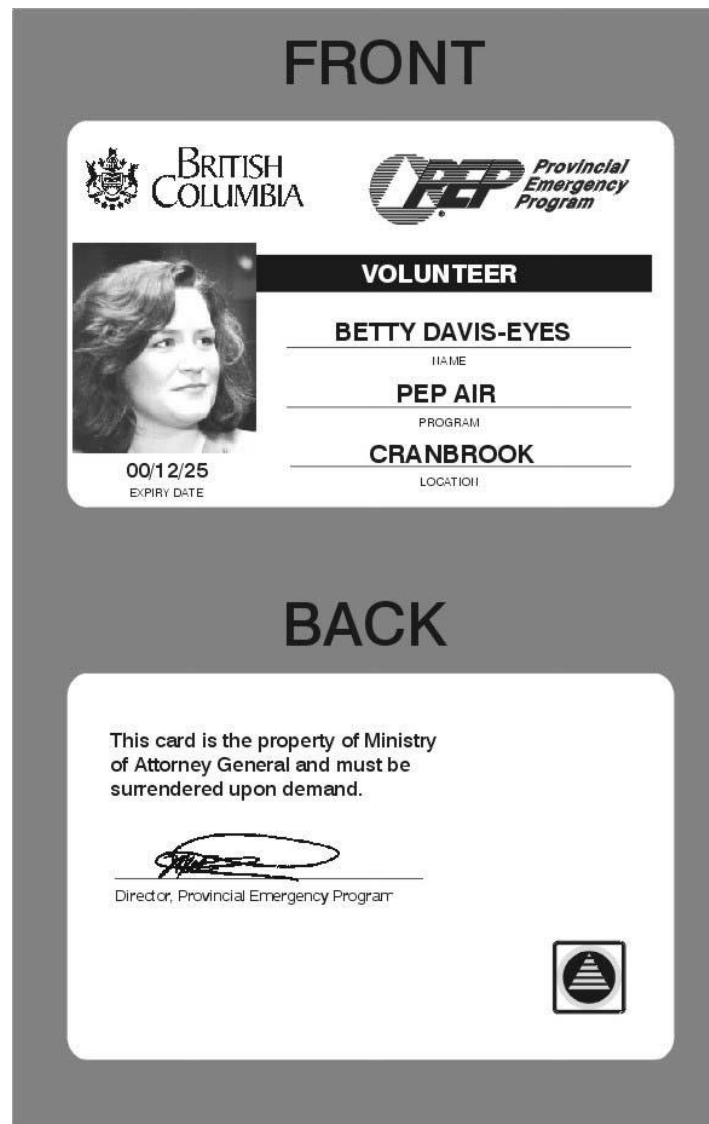 FRONT
BRITISH
COLUMBIA
PEP
®
Provincial
Emergency
Program
VOLUNTEER
BETTY DAVIS-EYES
NAME
PEP AIR
PROGRAM
CRANBROOK
LOCATION
00/12/25
EXPIRY DATE
BACK
This card is the property of Ministry
of Attorney General and must be
surrendered upon demand.
Director, Provincial Emergency Program